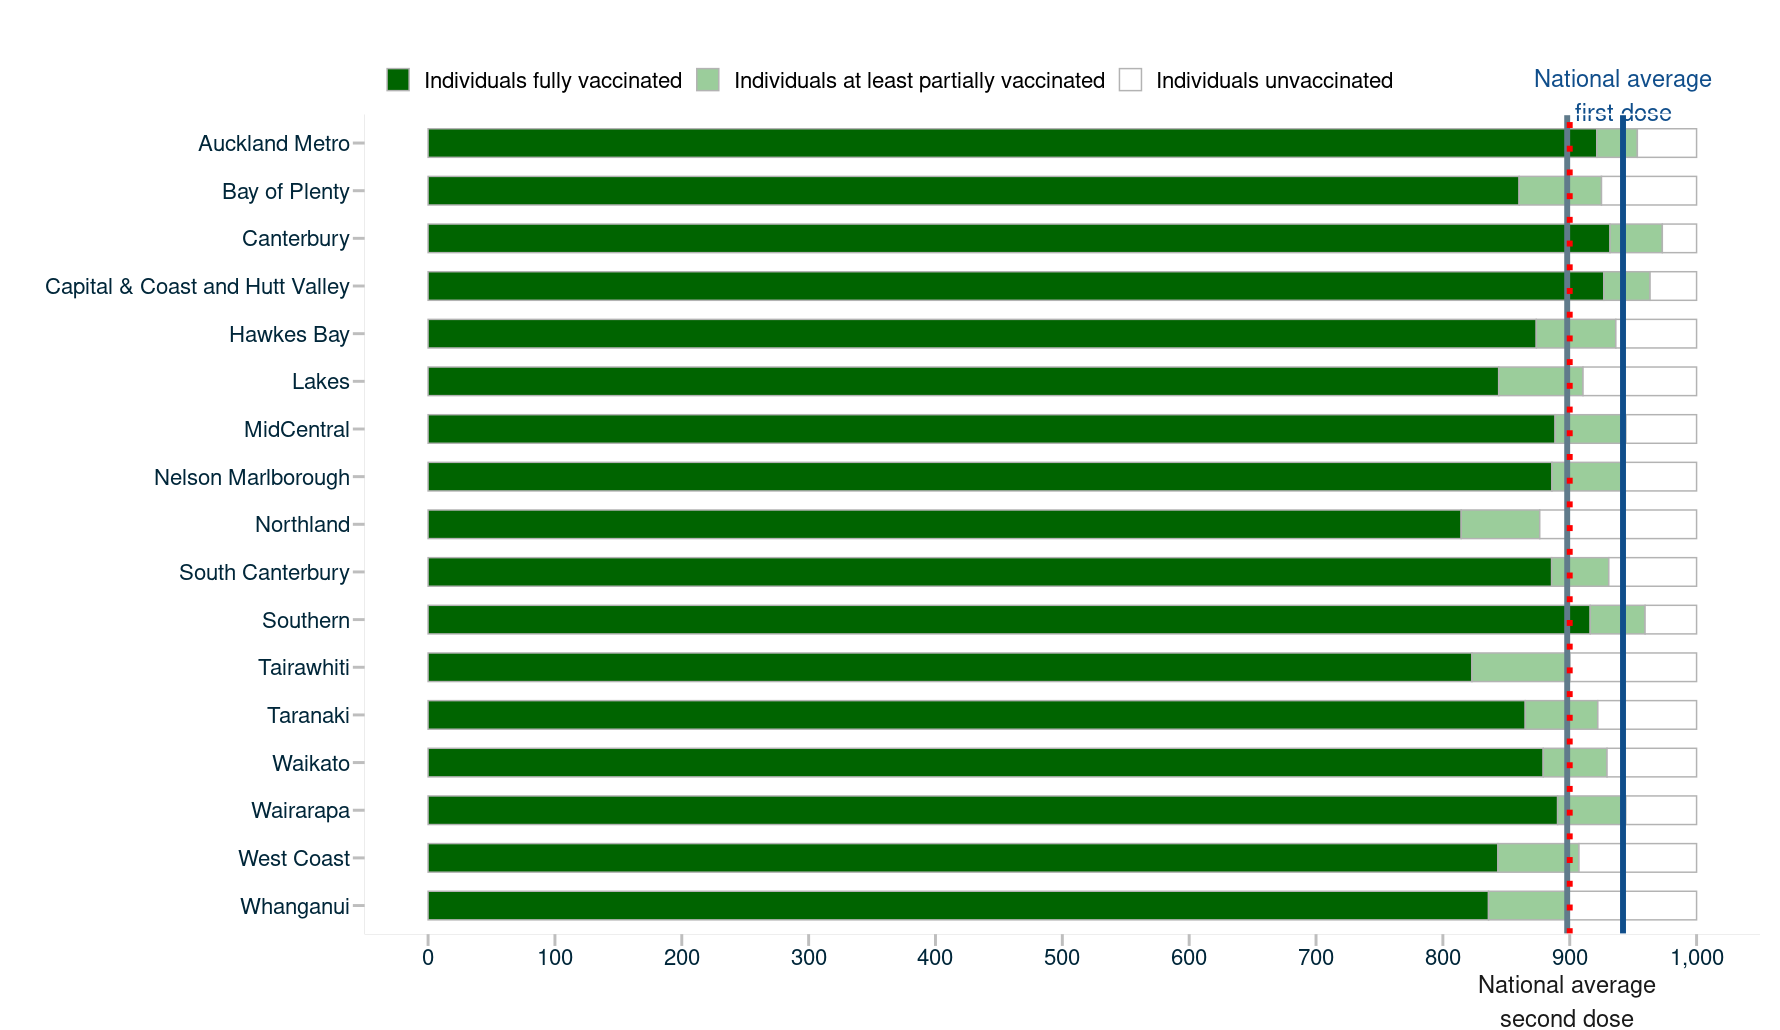 Individuals fully vaccinated Individuals at least partially vaccinated Individuals unvaccinated
National average
first dose
Auckland Metro
Bay of Plenty
Canterbury
Capital & Coast and Hutt Valley
Hawkes Bay
Lakes
MidCentral
Nelson Marlborough
Northland
South Canterbury
Southern
Tairawhiti
Taranaki
Waikato
Wairarapa
West Coast
Whanganui
0 100 200 300 400 500 600 700 800 900 1,000
National average
second dose